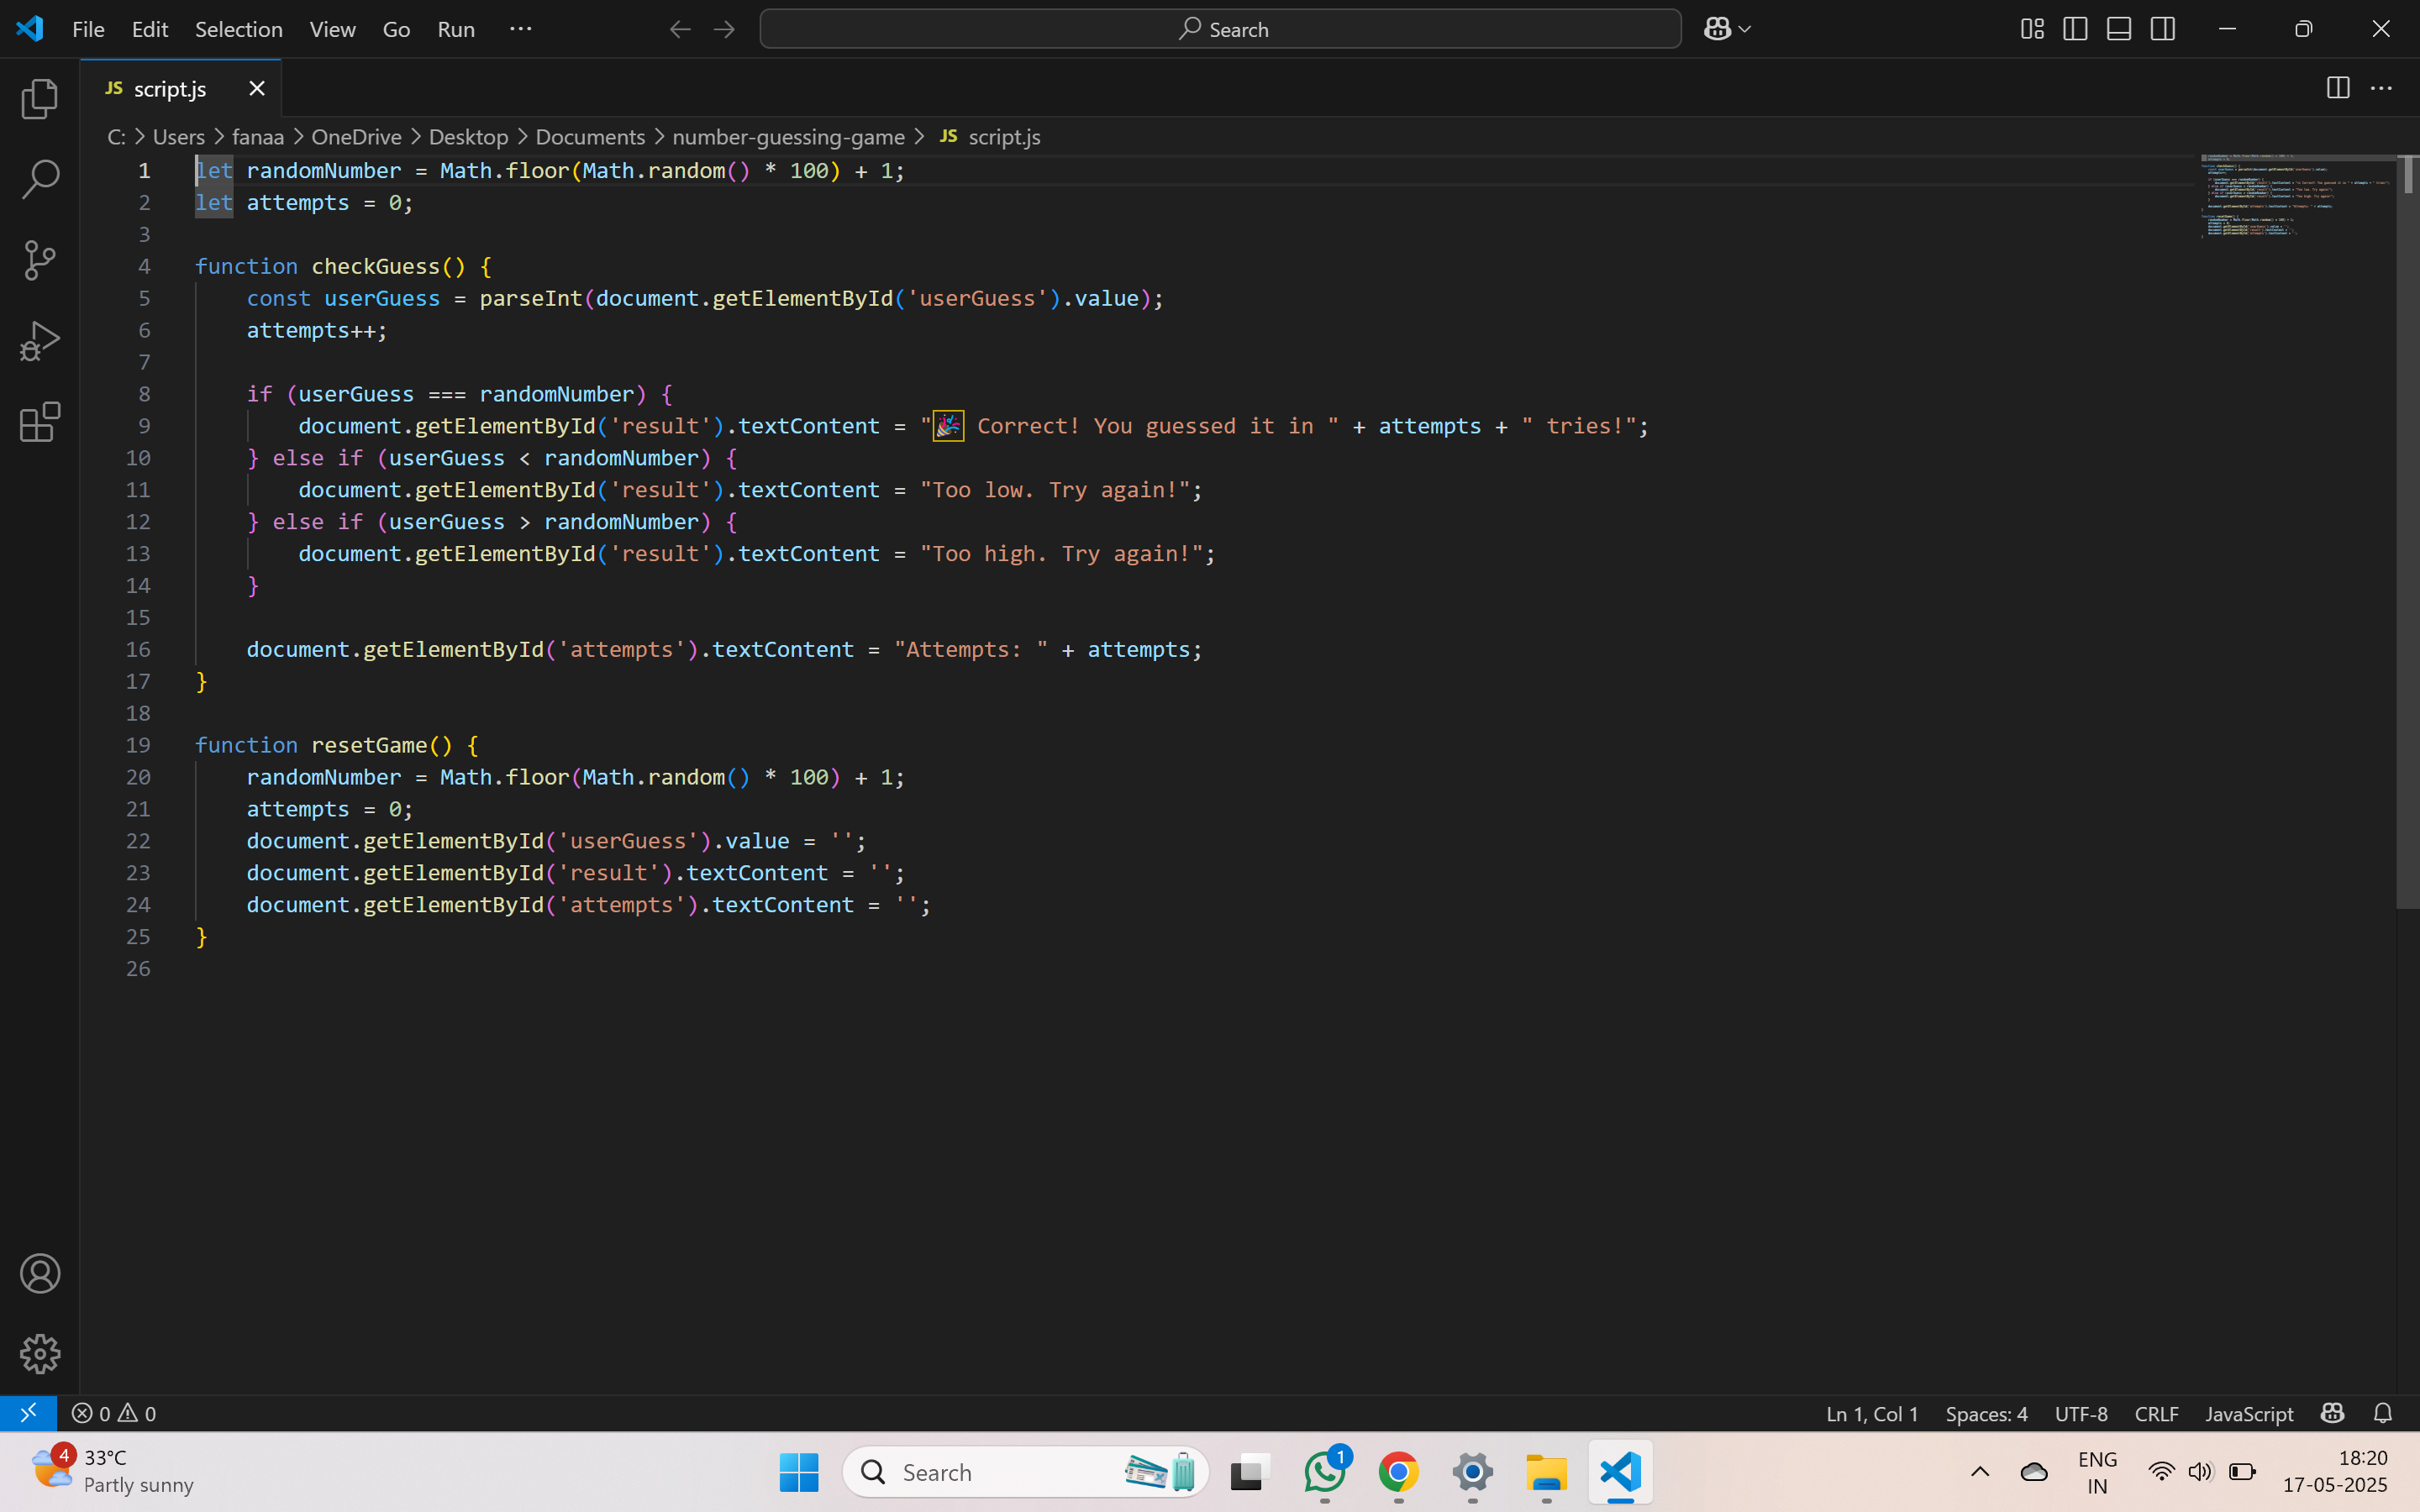 File Edit Selection View Go Run ··· Search
JS script.js
C: > Users > fanaa > OneDrive > Desktop > Documents > number-guessing-game > JS script.js
1 let randomNumber = Math.floor(Math.random() * 100) + 1;
2 let attempts = 0;
3
4 function checkGuess() {
5     const userGuess = parseInt(document.getElementById('userGuess').value);
6     attempts++;
7
8     if (userGuess === randomNumber) {
9         document.getElementById('result').textContent = "🎉 Correct! You guessed it in " + attempts + " tries!";
10     } else if (userGuess < randomNumber) {
11         document.getElementById('result').textContent = "Too low. Try again!";
12     } else if (userGuess > randomNumber) {
13         document.getElementById('result').textContent = "Too high. Try again!";
14     }
15
16     document.getElementById('attempts').textContent = "Attempts: " + attempts;
17 }
18
19 function resetGame() {
20     randomNumber = Math.floor(Math.random() * 100) + 1;
21     attempts = 0;
22     document.getElementById('userGuess').value = '';
23     document.getElementById('result').textContent = '';
24     document.getElementById('attempts').textContent = '';
25 }
26
0 0 Ln 1, Col 1 Spaces: 4 UTF-8 CRLF JavaScript
4 33°C
Partly sunny
Search
1
ENG
IN
18:20
17-05-2025